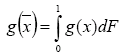 g(x̅) = ∫₀¹ g(x)dF